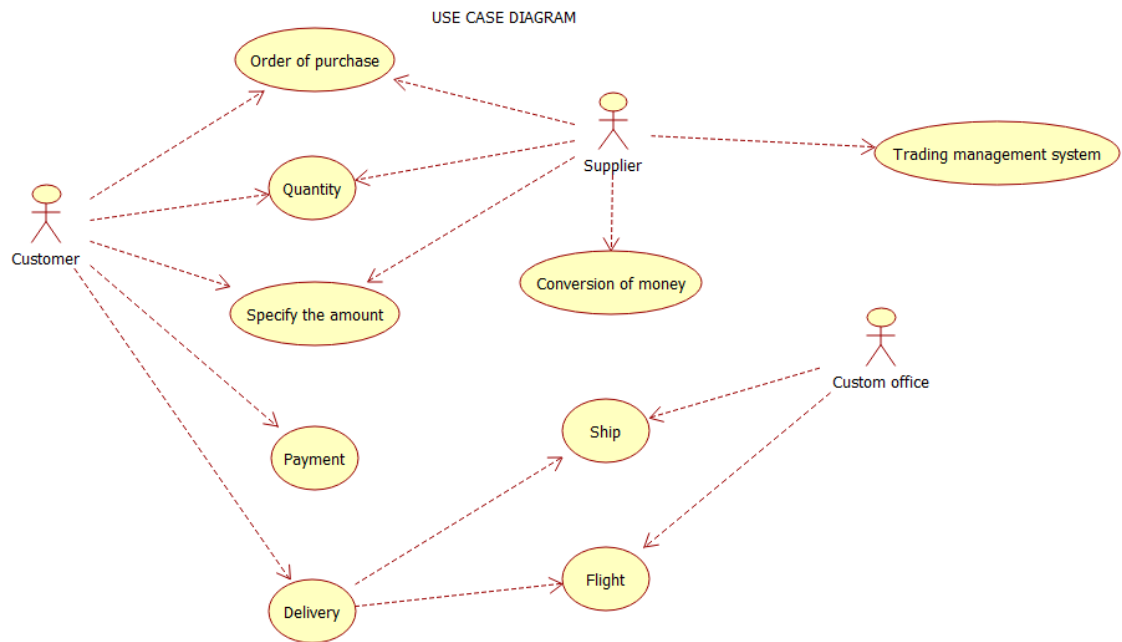 USE CASE DIAGRAM
Order of purchase
Supplier
Trading management system
Quantity
Customer
Conversion of money
Specify the amount
Custom office
Ship
Payment
Flight
Delivery